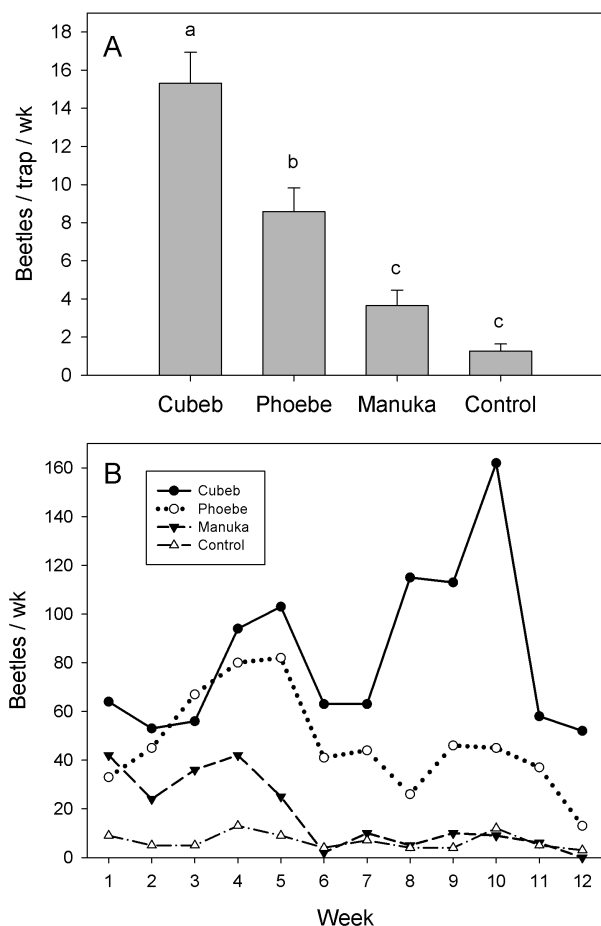 A
18
16
14
12
10
8
6
4
2
0
Beetles / trap / wk
a
b
c
c
Cubeb Phoebe Manuka Control
B
160
140
120
100
80
60
40
20
0
Beetles / wk
Cubeb
Phoebe
Manuka
Control
1 2 3 4 5 6 7 8 9 10 11 12
Week